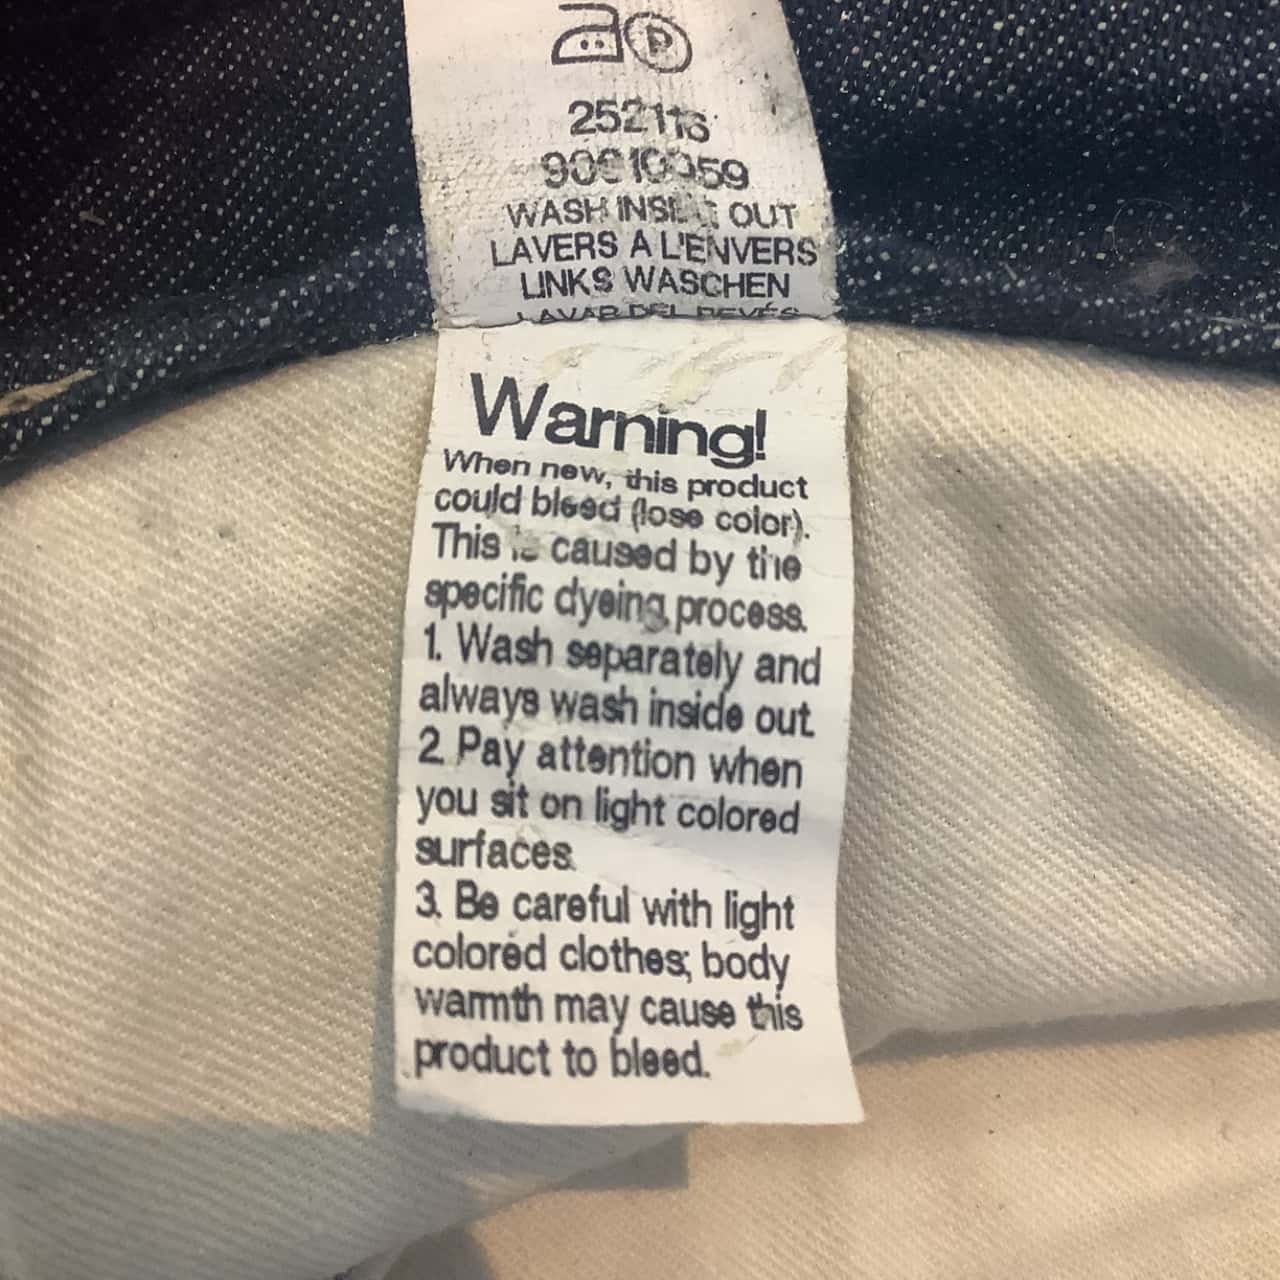 P
252116
WASH OUT
LAVERS A L'ENVERS
LINKS WASCHEN
LAVAR DEL REVÉS
Warning!
When new, this product
could bleed (lose color).
This is caused by the
specific dyeing process.
1. Wash separately and
always wash inside out.
2. Pay attention when
you sit on light colored
surfaces.
3. Be careful with light
colored clothes; body
warmth may cause this
product to bleed.